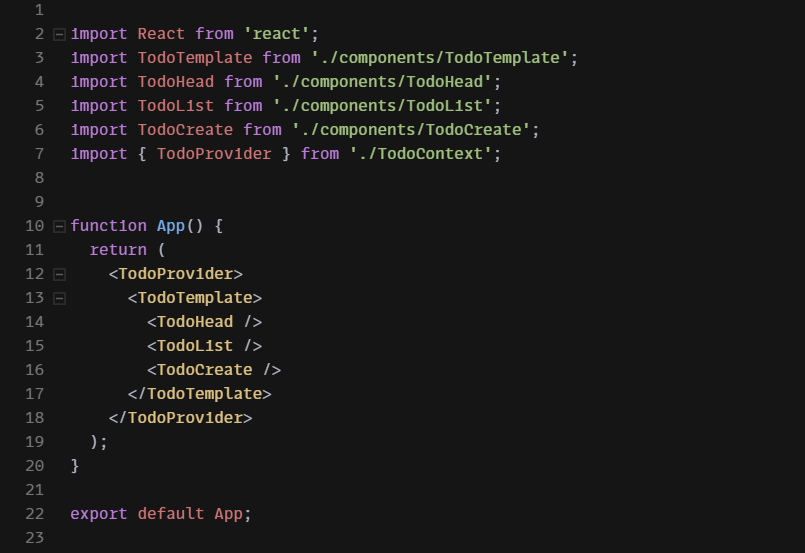 1
2 import React from 'react';
3 import TodoTemplate from './components/TodoTemplate';
4 import TodoHead from './components/TodoHead';
5 import TodoList from './components/TodoList';
6 import TodoCreate from './components/TodoCreate';
7 import { TodoProvider } from './TodoContext';
8
9
10 function App() {
11   return (
12     <TodoProvider>
13       <TodoTemplate>
14         <TodoHead />
15         <TodoList />
16         <TodoCreate />
17       </TodoTemplate>
18     </TodoProvider>
19   );
20 }
21
22 export default App;
23